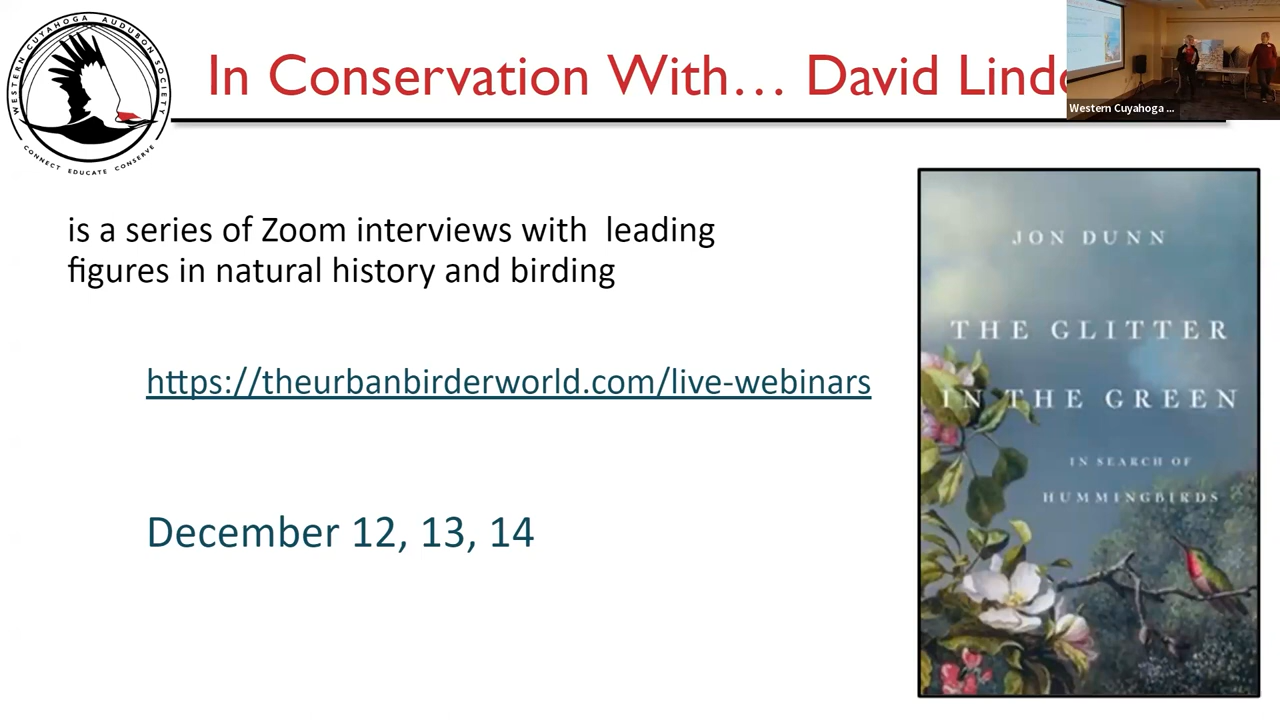 WESTERN CUYAHOGA AUDUBON SOCIETY
CONNECT EDUCATE CONSERVE
In Conservation With... David Lind
Western Cuyahoga ...
is a series of Zoom interviews with  leading
figures in natural history and birding
https://theurbanbirderworld.com/live-webinars
December 12, 13, 14
JON DUNN
THE GLITTER
IN THE GREEN
IN SEARCH OF
HUMMINGBIRDS